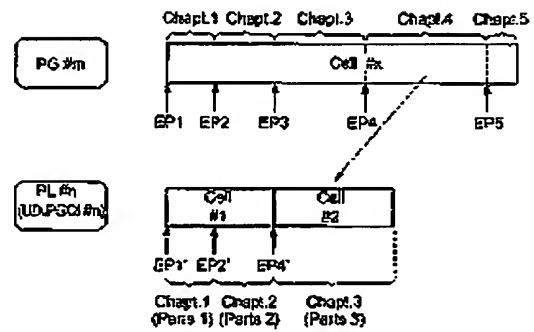 Chapt.1 Chapt.2 Chapt.3 Chapt.4 Chapt.5
PG #m
Cell #k
EP1 EP2 EP3 EP4 EP5
PL #n
(UD_PGCI #n)
Cell #1
Cell #2
EP1' EP2' EP4'
Chapt.1 Chapt.2 Chapt.3
(Parts 1) (Parts 2) (Parts 3)